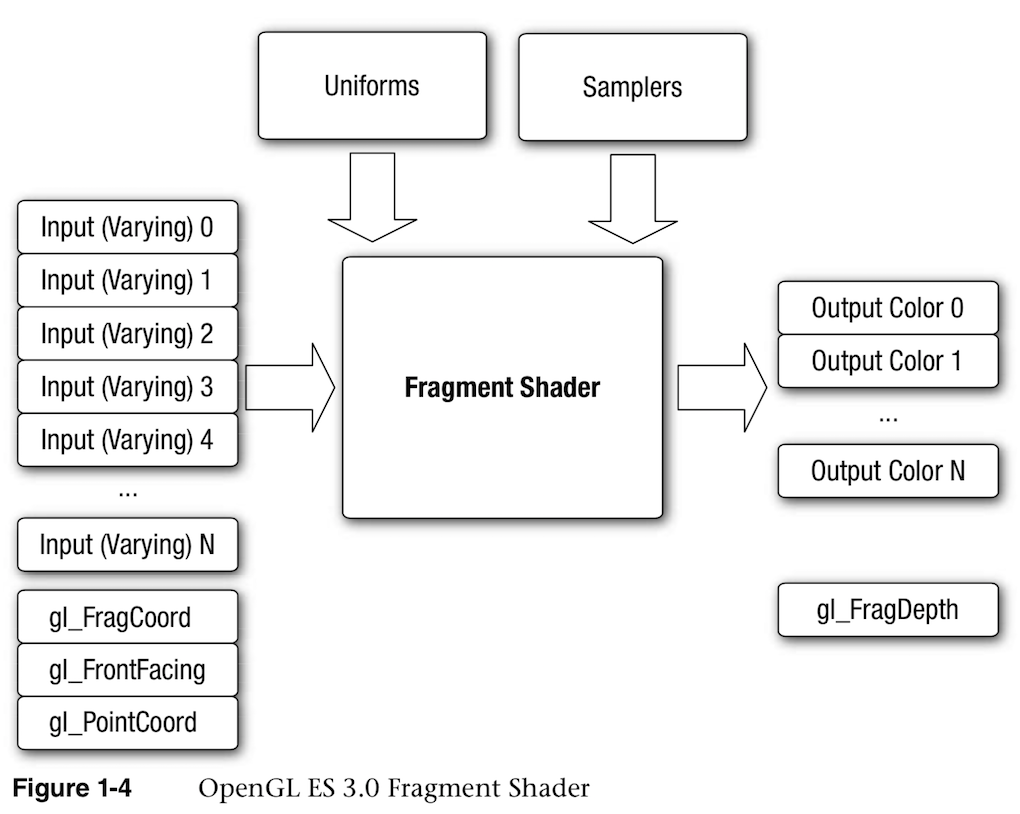 Uniforms
Samplers
Input (Varying) 0
Input (Varying) 1
Input (Varying) 2
Input (Varying) 3
Input (Varying) 4
...
Input (Varying) N
gl_FragCoord
gl_FrontFacing
gl_PointCoord
Fragment Shader
Output Color 0
Output Color 1
...
Output Color N
gl_FragDepth
Figure 1-4 OpenGL ES 3.0 Fragment Shader